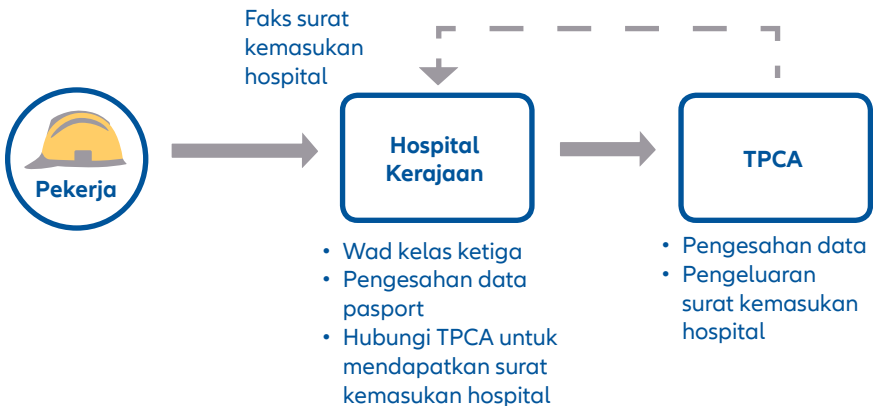 Faks surat
kemasukan
hospital
Pekerja
Hospital
Kerajaan
TPCA
• Wad kelas ketiga
• Pengesahan data
pasport
• Hubungi TPCA untuk
mendapatkan surat
kemasukan hospital
• Pengesahan data
• Pengeluaran
surat kemasukan
hospital